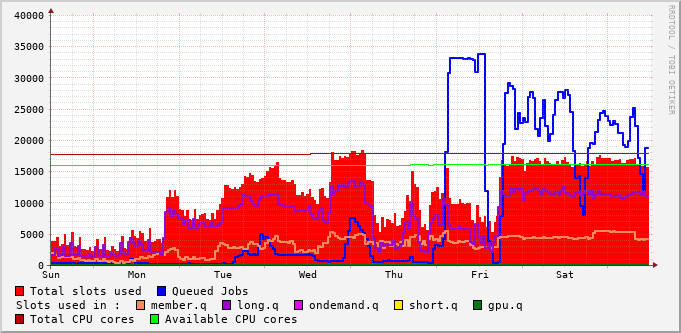 RRDTOOL / TOBI OETIKER
40000
35000
30000
25000
20000
15000
10000
5000
0
Sun Mon Tue Wed Thu Fri Sat
Total slots used Queued Jobs
Slots used in : member.q long.q ondemand.q short.q gpu.q
Total CPU cores Available CPU cores